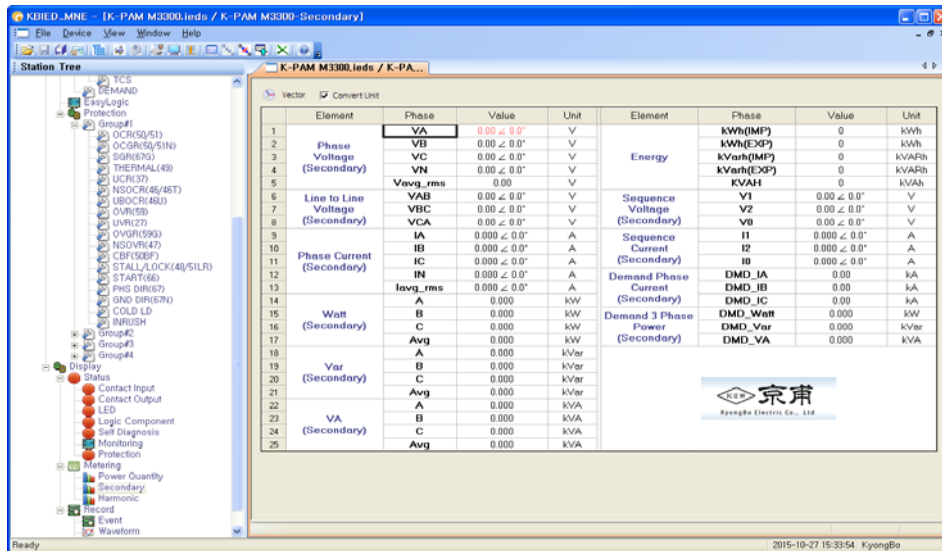 KBIED_MNE - [K-PAM M3300.ieds / K-PAM M3300-Secondary]
File Device View Window Help
Station Tree
TCS
DEMAND
EasyLogic
Protection
Group#1
OCR(50/51)
OCGR(50/51N)
SGR(67G)
THERMAL(49)
UCR(37)
NSOCR(46/46T)
UBOCR(46U)
OVR(59)
UVR(27)
OVGR(59G)
NSOVR(47)
CBF(50BF)
STALL/LOCK(48/51LR)
START(66)
PHS DIR(67)
GND DIR(67N)
COLD LD
INRUSH
Group#2
Group#3
Group#4
Display
Status
Contact Input
Contact Output
LED
Logic Component
Self Diagnosis
Monitoring
Protection
Metering
Power Quantity
Secondary
Harmonic
Record
Event
Waveform
K-PAM M3300.ieds / K-PA...
Vector Convert Unit
Element Phase Value Unit Element Phase Value Unit
1 VA 0.00 ∠ 0.0° V kWh(IMP) 0 kWh
2 Phase VB 0.00 ∠ 0.0° V kWh(EXP) 0 kWh
3 Voltage VC 0.00 ∠ 0.0° V Energy kVarh(IMP) 0 kVARh
4 (Secondary) VN 0.00 ∠ 0.0° V kVarh(EXP) 0 kVARh
5 Vavg_rms 0.00 V KVAH 0 kVAh
6 Line to Line VAB 0.00 ∠ 0.0° V Sequence V1 0.00 ∠ 0.0° V
7 Voltage VBC 0.00 ∠ 0.0° V Voltage V2 0.00 ∠ 0.0° V
8 (Secondary) VCA 0.00 ∠ 0.0° V (Secondary) V0 0.00 ∠ 0.0° V
9 IA 0.000 ∠ 0.0° A Sequence I1 0.000 ∠ 0.0° A
10 Phase Current IB 0.000 ∠ 0.0° A Current I2 0.000 ∠ 0.0° A
11 (Secondary) IC 0.000 ∠ 0.0° A (Secondary) I0 0.000 ∠ 0.0° A
12 IN 0.000 ∠ 0.0° A Demand Phase DMD_IA 0.00 kA
13 Iavg_rms 0.000 ∠ 0.0° A Current DMD_IB 0.00 kA
14 A 0.000 kW (Secondary) DMD_IC 0.00 kA
15 Watt B 0.000 kW Demand 3 Phase DMD_Watt 0.000 kW
16 (Secondary) C 0.000 kW Power DMD_Var 0.000 kVar
17 Avg 0.000 kW (Secondary) DMD_VA 0.000 kVA
18 A 0.000 kVar
19 Var B 0.000 kVar
20 (Secondary) C 0.000 kVar
21 Avg 0.000 kVar
22 A 0.000 kVA
23 VA B 0.000 kVA
24 (Secondary) C 0.000 kVA
25 Avg 0.000 kVA
京甫
KyongBo Electric Co., Ltd
Ready 2015-10-27 15:33:54 KyongBo